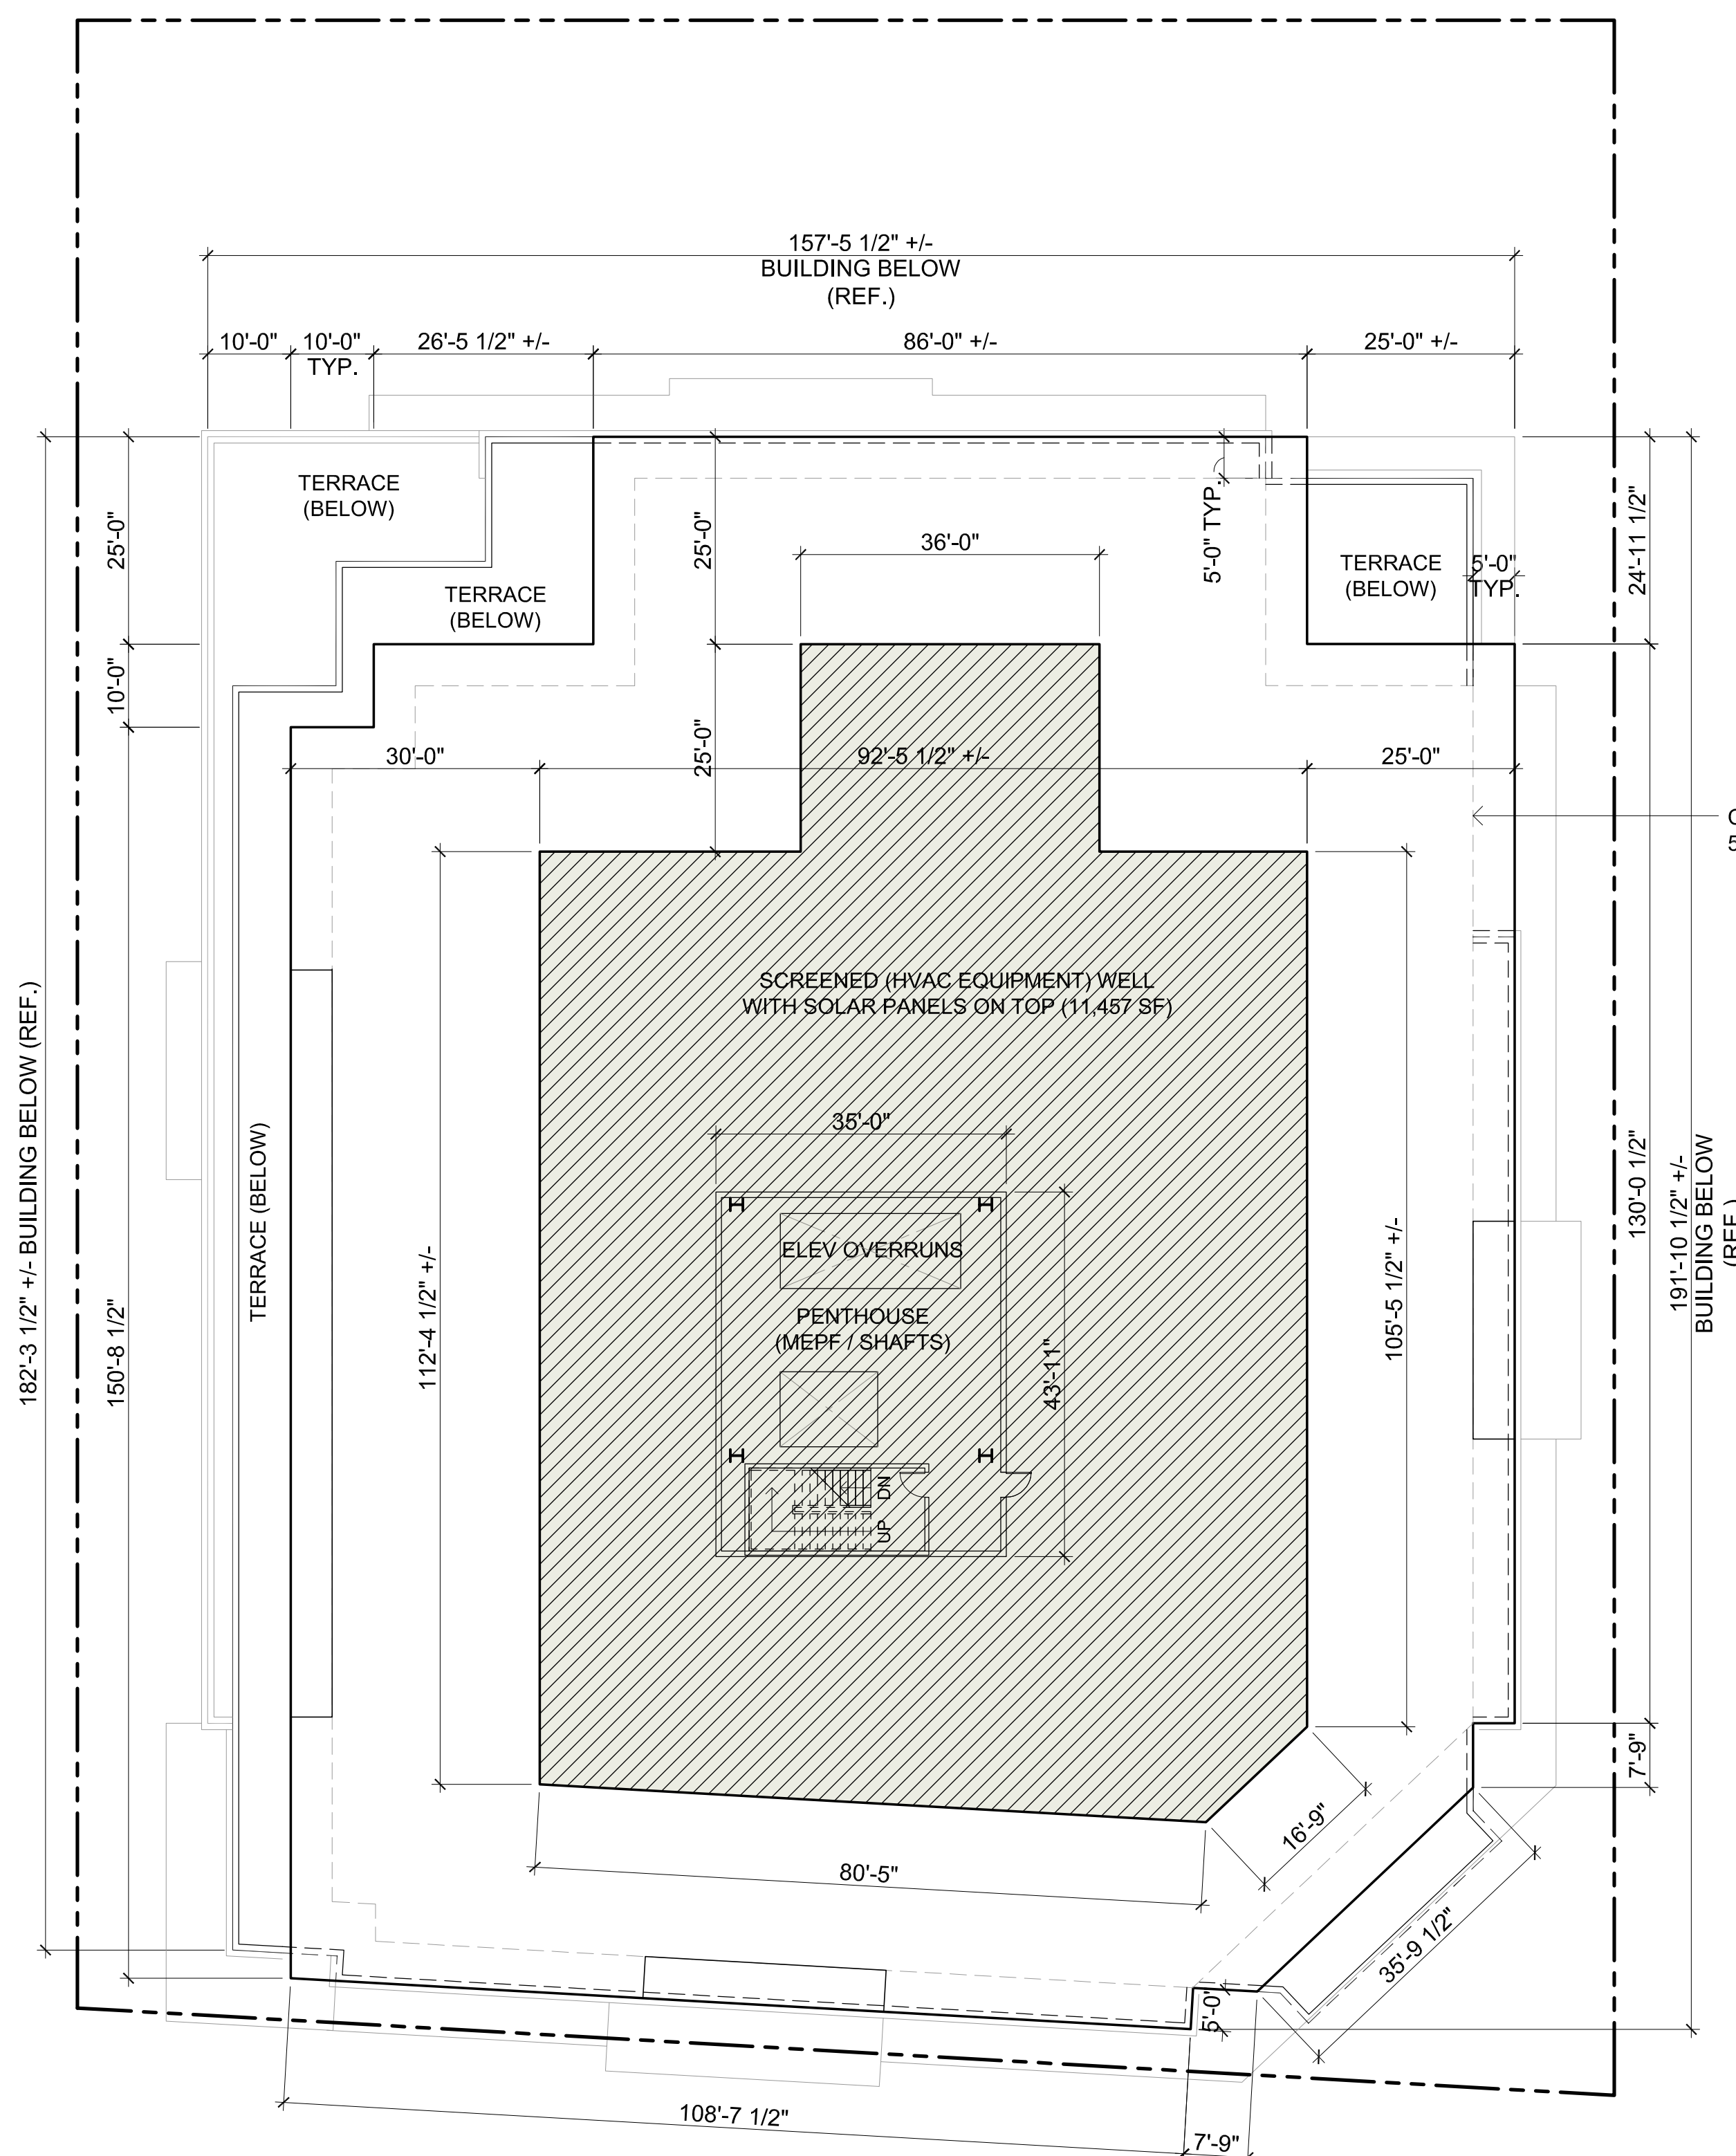 157'-5 1/2" +/-
BUILDING BELOW
(REF.)
10'-0"
10'-0"
TYP.
26'-5 1/2" +/-
86'-0" +/-
25'-0" +/-
TERRACE
(BELOW)
25'-0"
25'-0"
5'-0" TYP.
24'-11 1/2"
36'-0"
TERRACE
(BELOW)
5'-0"
TYP.
TERRACE
(BELOW)
10'-0"
30'-0"
25'-0"
92'-5 1/2" +/-
25'-0"
5
SCREENED (HVAC EQUIPMENT) WELL
WITH SOLAR PANELS ON TOP (11,457 SF)
182'-3 1/2" +/- BUILDING BELOW (REF.)
TERRACE (BELOW)
35'-0"
130'-0 1/2"
191'-10 1/2" +/-
BUILDING BELOW
(REF.)
ELEV OVERRUNS
PENTHOUSE
(MEPF / SHAFTS)
150'-8 1/2"
112'-4 1/2" +/-
43'-11"
105'-5 1/2" +/-
DN
UP
7'-9"
16'-9"
80'-5"
35'-9 1/2"
5'-0"
108'-7 1/2"
7'-9"